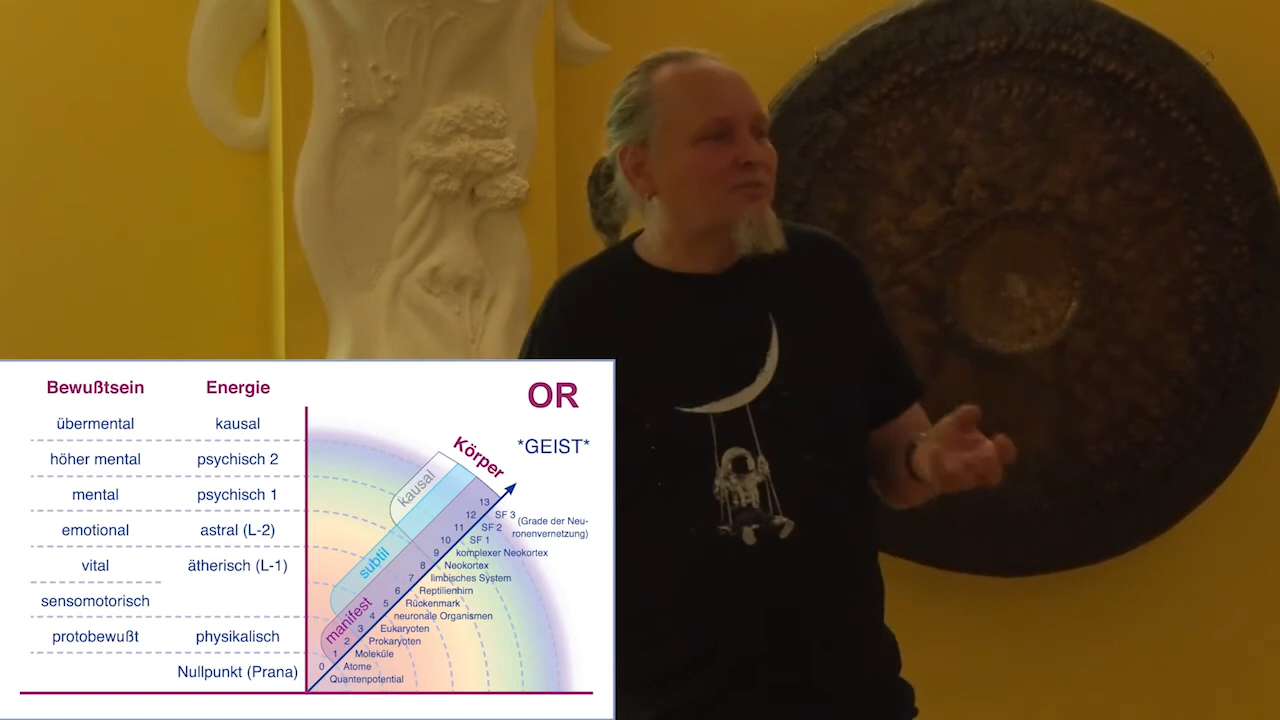 Bewußtsein Energie
OR
übermental kausal
*GEIST*
höher mental psychisch 2
mental psychisch 1
emotional astral (L-2)
vital ätherisch (L-1)
sensomotorisch
protobewußt physikalisch
Nullpunkt (Prana)
Körper
kausal
subtil
manifest
13
12 SF 3
(Grade der Neu-
ronenvernetzung)
11 SF 2
10 SF 1
9 komplexer Neokortex
8 Neokortex
7 limbisches System
6 Reptilienhirn
5 Rückenmark
4 neuronale Organismen
3 Eukaryoten
2 Prokaryoten
1 Moleküle
0 Atome
Quantenpotential